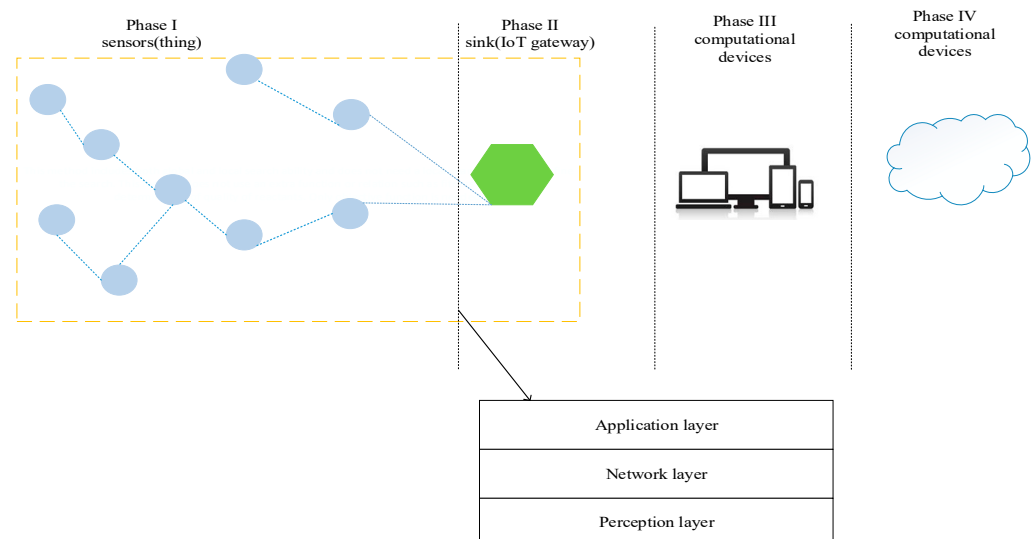 Phase I
sensors(thing)
Phase II
sink(IoT gateway)
Phase III
computational
devices
Phase IV
computational
devices
Application layer
Network layer
Perception layer